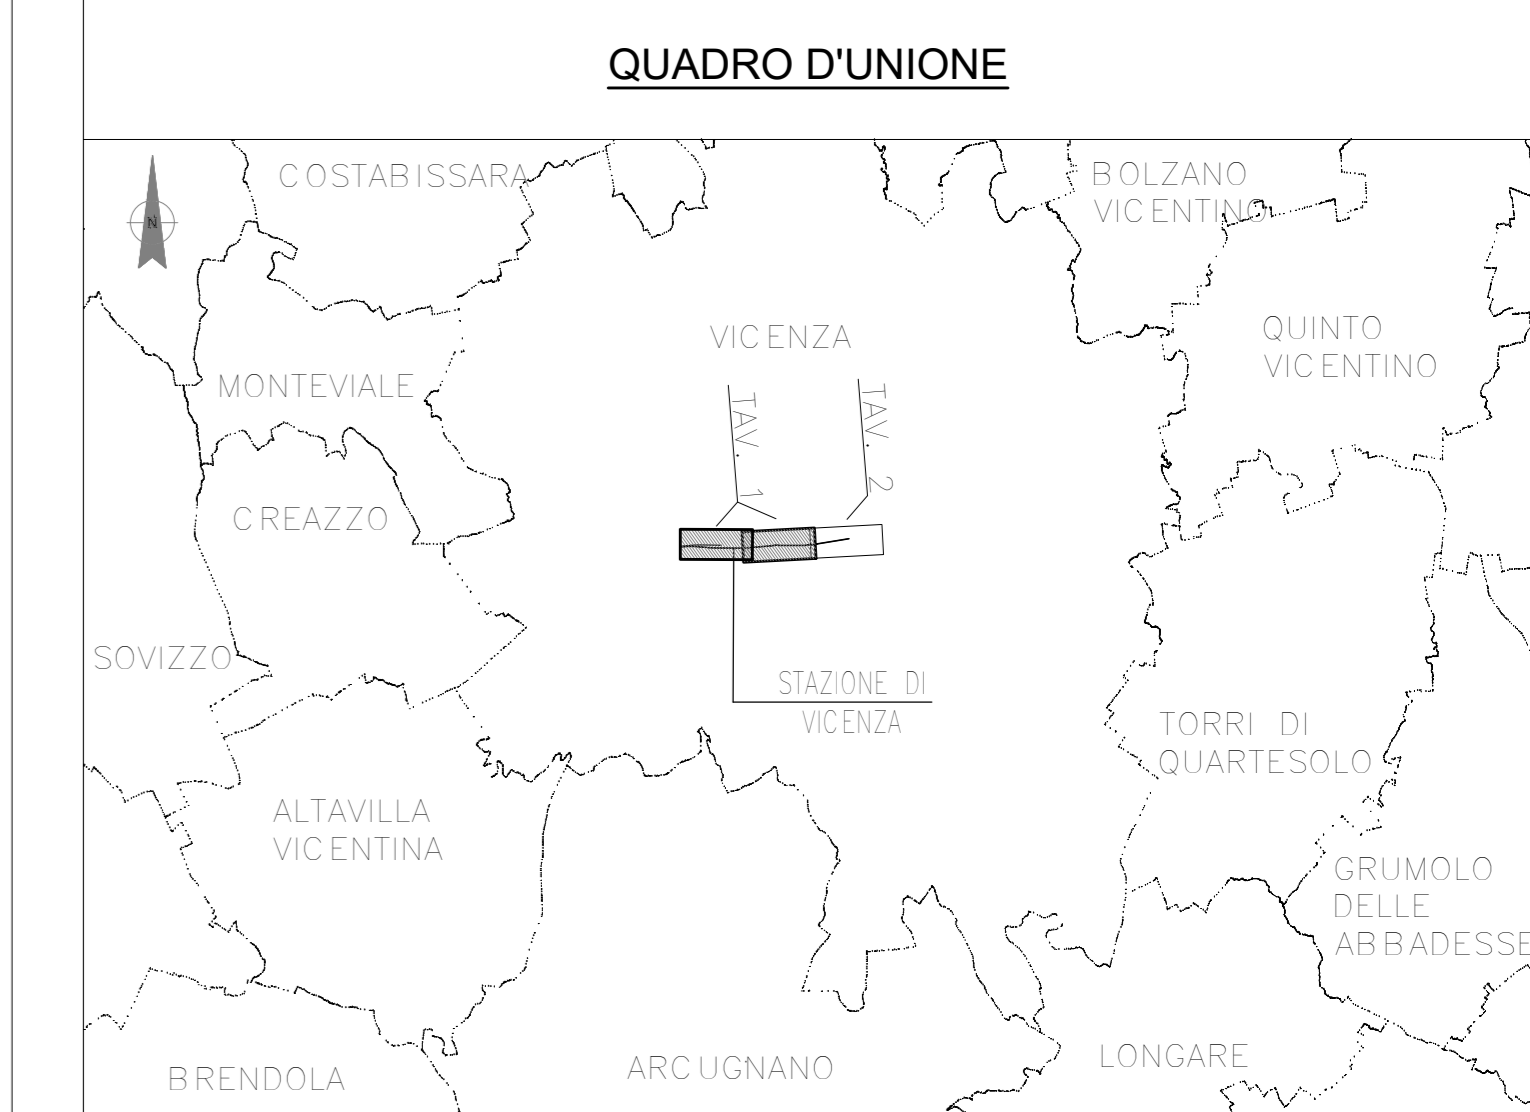 QUADRO D'UNIONE
COSTABISSARA
BOLZANO
VICENTINO
N
VICENZA
QUINTO
VICENTINO
MONTEVIALE
TAV. 1
TAV. 2
CREAZZO
SOVIZZO
STAZIONE DI
VICENZA
TORRI DI
QUARTESOLO
ALTAVILLA
VICENTINA
GRUMOLO
DELLE
ABBADESSE
BRENDOLA
ARCUGNANO
LONGARE